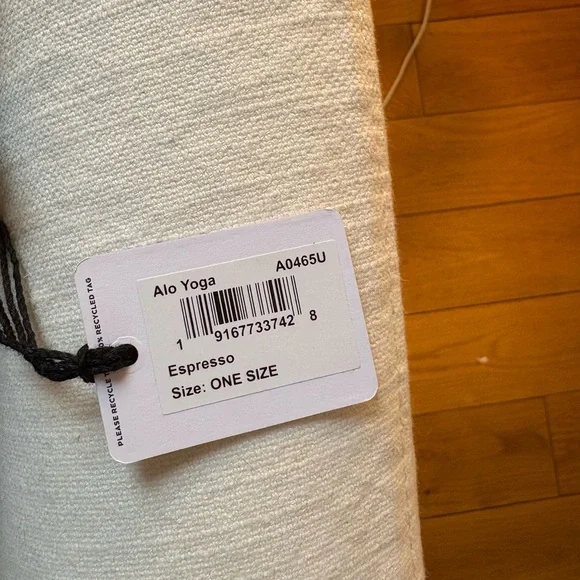 Alo Yoga A0465U
1 9167733742 8
Espresso
Size: ONE SIZE
PLEASE RECYCLE % RECYCLED TAG